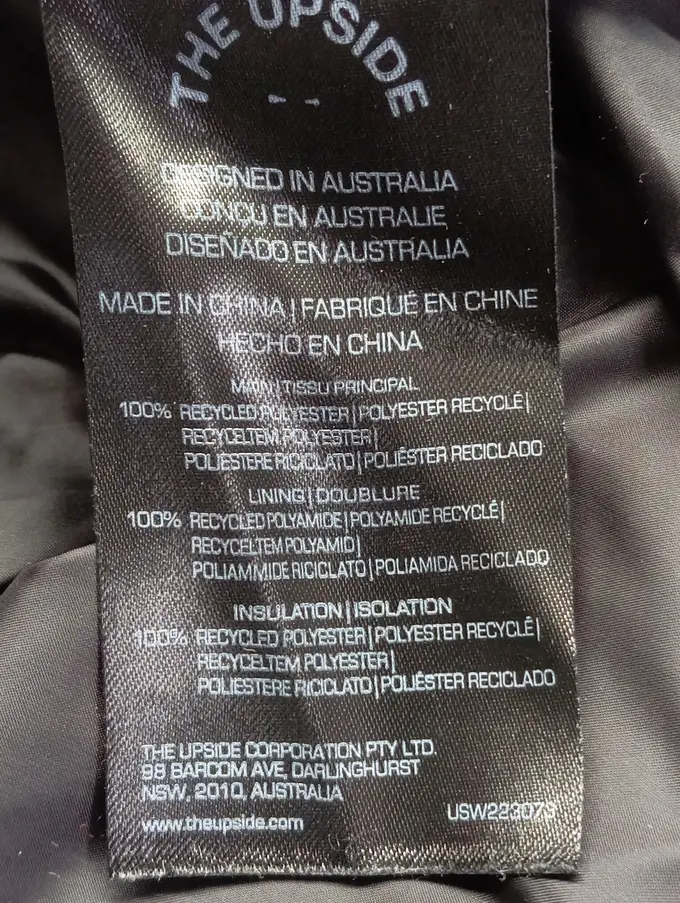 THE UPSIDE
DESIGNED IN AUSTRALIA
CONÇU EN AUSTRALIE
DISEÑADO EN AUSTRALIA
MADE IN CHINA | FABRIQUÉ EN CHINE
HECHO EN CHINA
MAIN | TISSU PRINCIPAL
100% RECYCLED POLYESTER | POLYESTER RECYCLÉ |
RECYCELTEM POLYESTER |
POLIESTERE RICICLATO | POLIÉSTER RECICLADO
LINING | DOUBLURE
100% RECYCLED POLYAMIDE | POLYAMIDE RECYCLÉ |
RECYCELTEM POLYAMID |
POLIAMMIDE RICICLATO | POLIAMIDA RECICLADO
INSULATION | ISOLATION
100% RECYCLED POLYESTER | POLYESTER RECYCLÉ |
RECYCELTEM POLYESTER |
POLIESTERE RICICLATO | POLIÉSTER RECICLADO
THE UPSIDE CORPORATION PTY LTD.
98 BARCOM AVE, DARLINGHURST
NSW, 2010, AUSTRALIA
www.theupside.com
USW223073